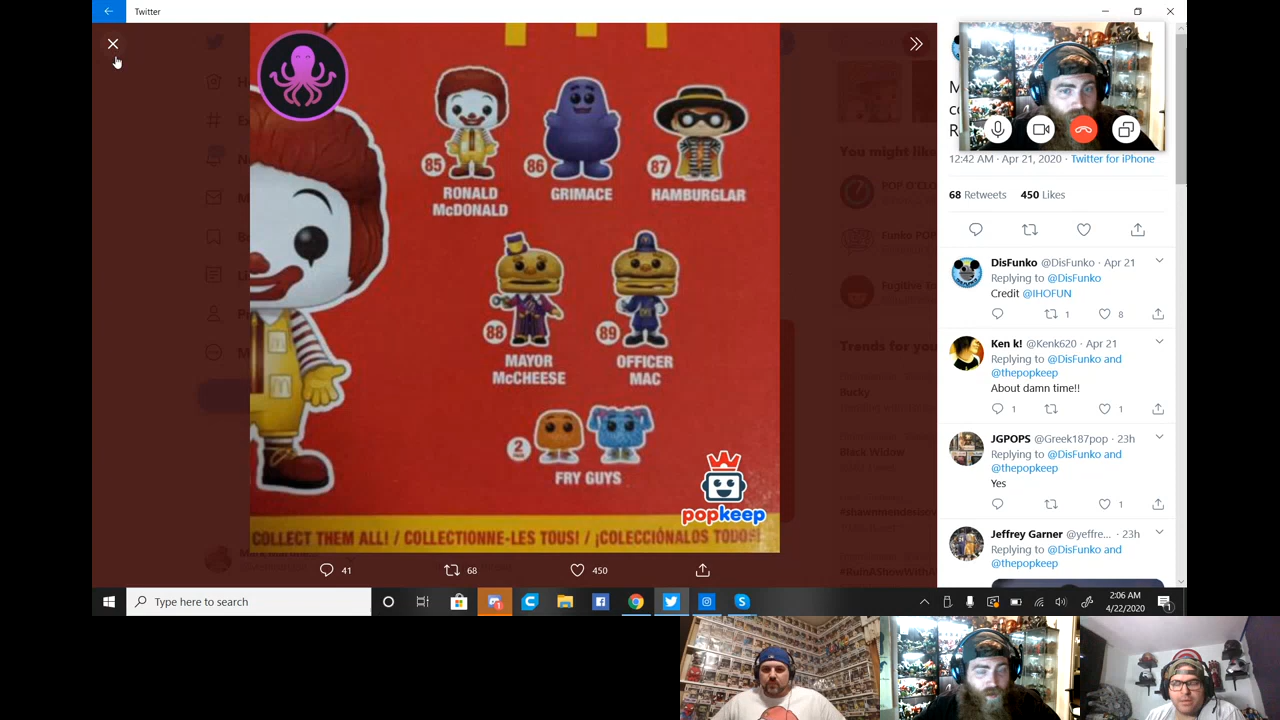 Twitter
85
RONALD
McDONALD
86
GRIMACE
87
HAMBURGLAR
88
MAYOR
McCHEESE
89
OFFICER
MAC
2
FRY GUYS
popkeep
COLLECT THEM ALL! / COLLECTIONNE-LES TOUS! / ¡COLECCIÓNALOS TODOS!
41
68
450
You might like
Trends for you
Black Widow
12:42 AM · Apr 21, 2020 · Twitter for iPhone
68 Retweets 450 Likes
DisFunko @DisFunko · Apr 21
Replying to @DisFunko
Credit @IHOFUN
1 8
Ken k! @Kenk620 · Apr 21
Replying to @DisFunko and
@thepopkeep
About damn time!!
1 1
JGPOPS @Greek187pop · 23h
Replying to @DisFunko and
@thepopkeep
Yes
1
Jeffrey Garner @yeffre... · 23h
Replying to @DisFunko and
@thepopkeep
Type here to search
2:06 AM
4/22/2020